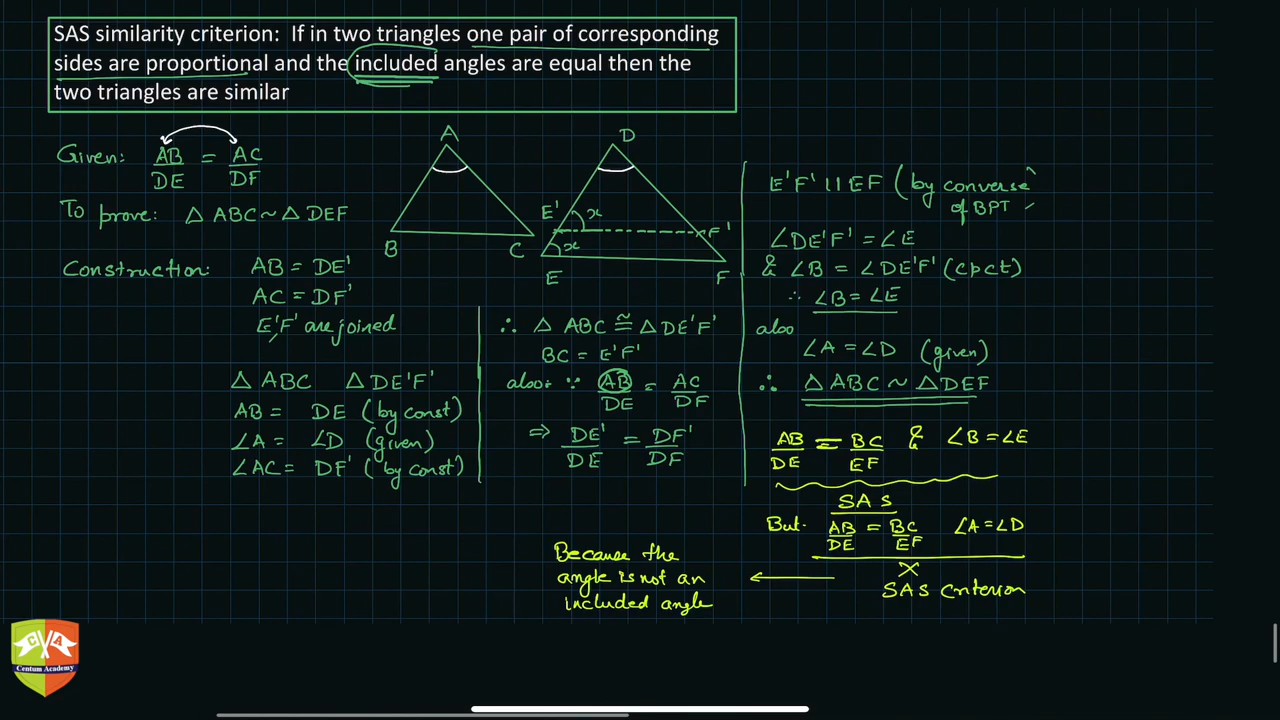 SAS similarity criterion: If in two triangles one pair of corresponding
sides are proportional and the included angles are equal then the
two triangles are similar
Given: AB/DE = AC/DF
To prove: △ ABC ~ △ DEF
Construction: AB = DE'
AC = DF'
E'F' are joined
△ ABC △ DE'F'
AB = DE (by const)
∠A = ∠D (given)
∠AC = DF' (by const)
A
B
C
D
E'
x
F'
x
E
F
∴ △ ABC ≅ △ DE'F'
BC = E'F'
also: ∵ AB/DE = AC/DF
⇒ DE'/DE = DF'/DF
E'F' || EF (by converse
of BPT
∠DE'F' = ∠E
& ∠B = ∠DE'F' (cpct)
∴ ∠B = ∠E
also
∠A = ∠D (given)
∴ △ ABC ~ △ DEF
AB/DE = BC/EF & ∠B = ∠E
SAS
But AB/DE = BC/EF ∠A = ∠D
X
SAS Criterion
Because the
angle is not an
included angle
C A
Centum Academy